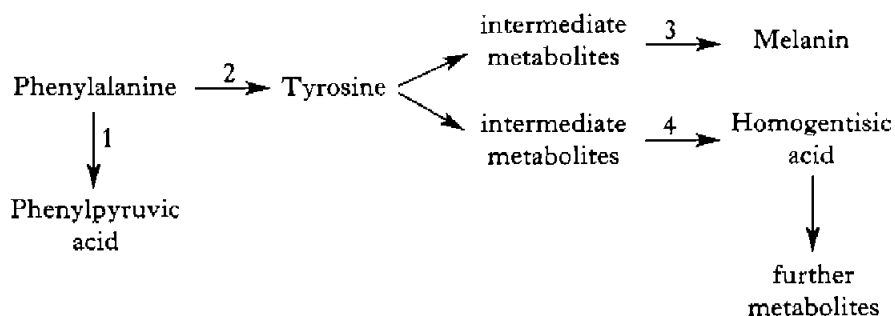 intermediate
metabolites
3
Melanin
Phenylalanine
2
Tyrosine
1
intermediate
metabolites
4
Homogentisic
acid
Phenylpyruvic
acid
further
metabolites